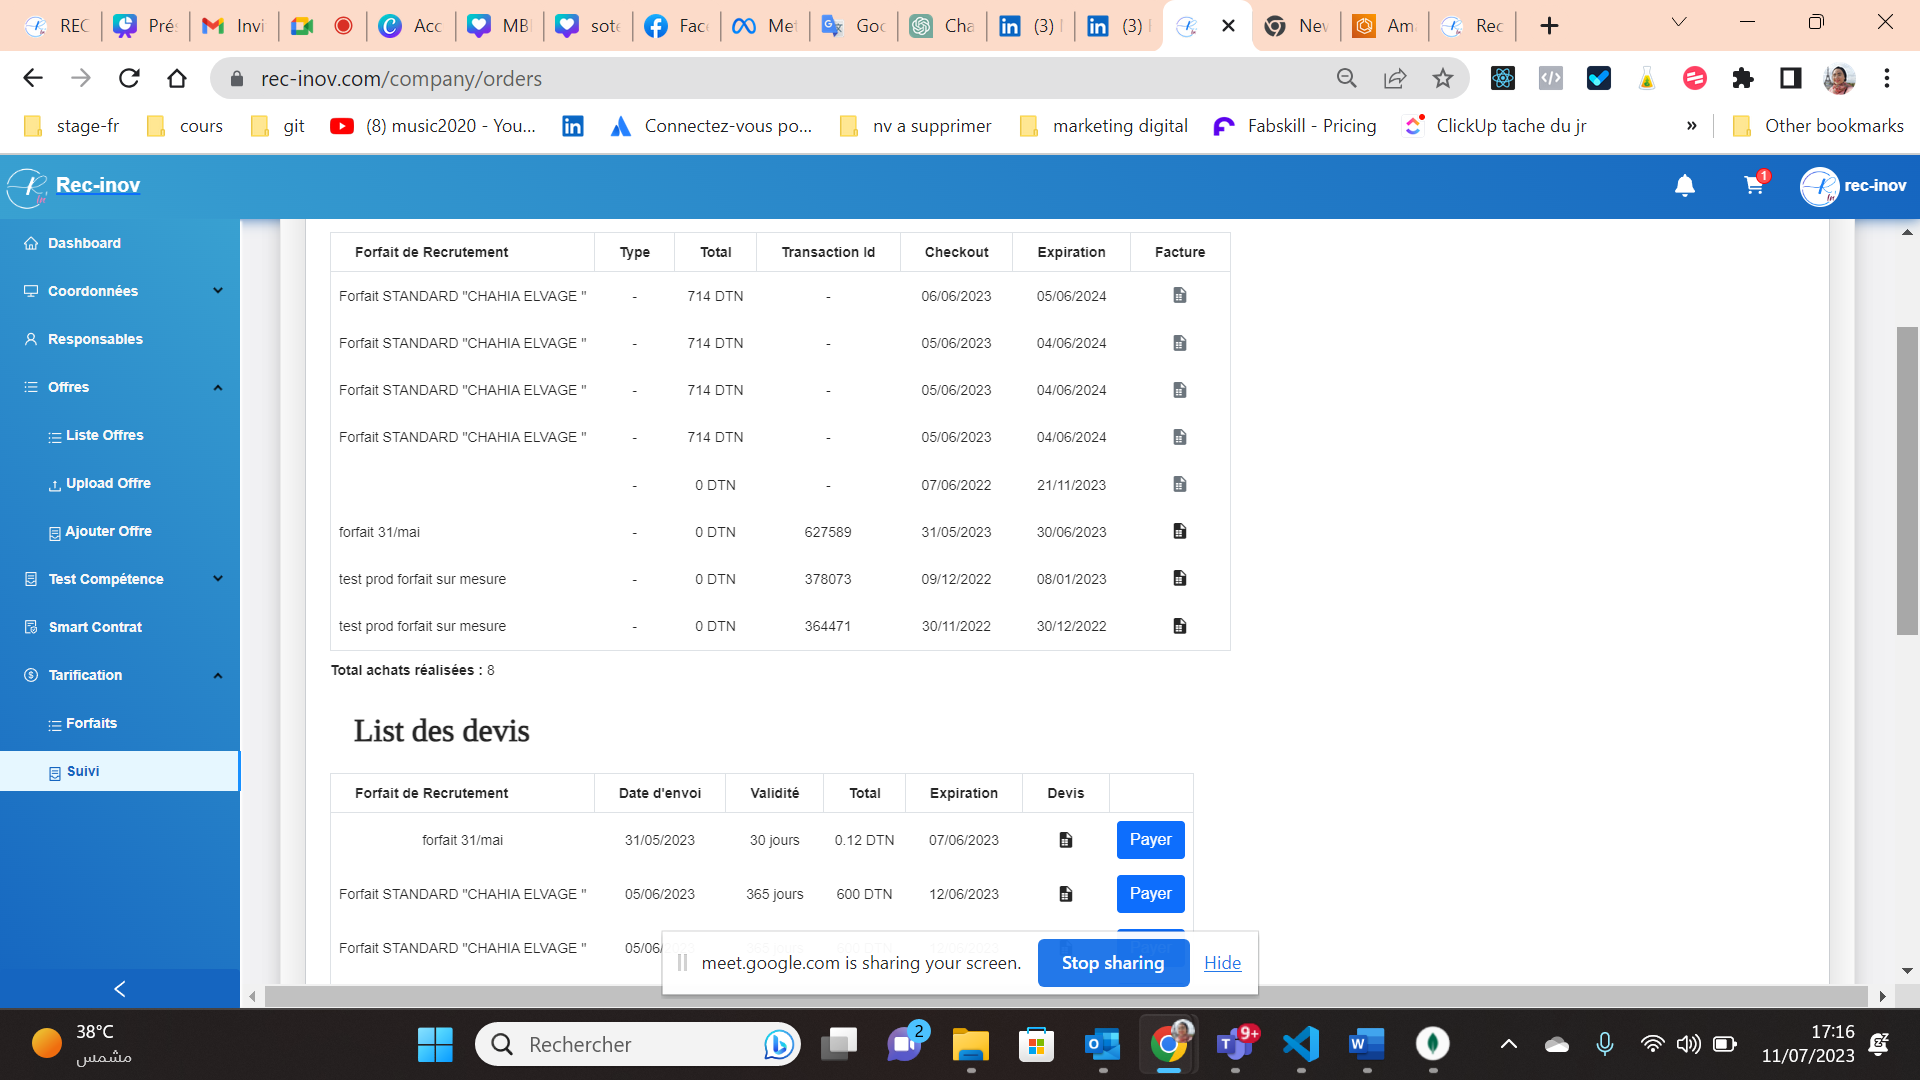 REC
Pré
Invi
Acc
MB
sote
Fac
Met
Goo
Cha
(3)
(3)
New
Am
Rec
rec-inov.com/company/orders
stage-fr
cours
git
(8) music2020 - You...
Connectez-vous po...
nv a supprimer
marketing digital
Fabskill - Pricing
ClickUp tache du jr
»
Other bookmarks
Rec-inov
1
rec-inov
Dashboard
Coordonnées
Responsables
Offres
Liste Offres
Upload Offre
Ajouter Offre
Test Compétence
Smart Contrat
Tarification
Forfaits
Suivi
Forfait de Recrutement Type Total Transaction Id Checkout Expiration Facture
Forfait STANDARD "CHAHIA ELVAGE " - 714 DTN - 06/06/2023 05/06/2024
Forfait STANDARD "CHAHIA ELVAGE " - 714 DTN - 05/06/2023 04/06/2024
Forfait STANDARD "CHAHIA ELVAGE " - 714 DTN - 05/06/2023 04/06/2024
Forfait STANDARD "CHAHIA ELVAGE " - 714 DTN - 05/06/2023 04/06/2024
- 0 DTN - 07/06/2022 21/11/2023
forfait 31/mai - 0 DTN 627589 31/05/2023 30/06/2023
test prod forfait sur mesure - 0 DTN 378073 09/12/2022 08/01/2023
test prod forfait sur mesure - 0 DTN 364471 30/11/2022 30/12/2022
Total achats réalisées : 8
List des devis
Forfait de Recrutement Date d'envoi Validité Total Expiration Devis
forfait 31/mai 31/05/2023 30 jours 0.12 DTN 07/06/2023 Payer
Forfait STANDARD "CHAHIA ELVAGE " 05/06/2023 365 jours 600 DTN 12/06/2023 Payer
Forfait STANDARD "CHAHIA ELVAGE " 05/06/
meet.google.com is sharing your screen. Stop sharing Hide
38°C
مشمس
Rechercher
2
9+
17:16
11/07/2023